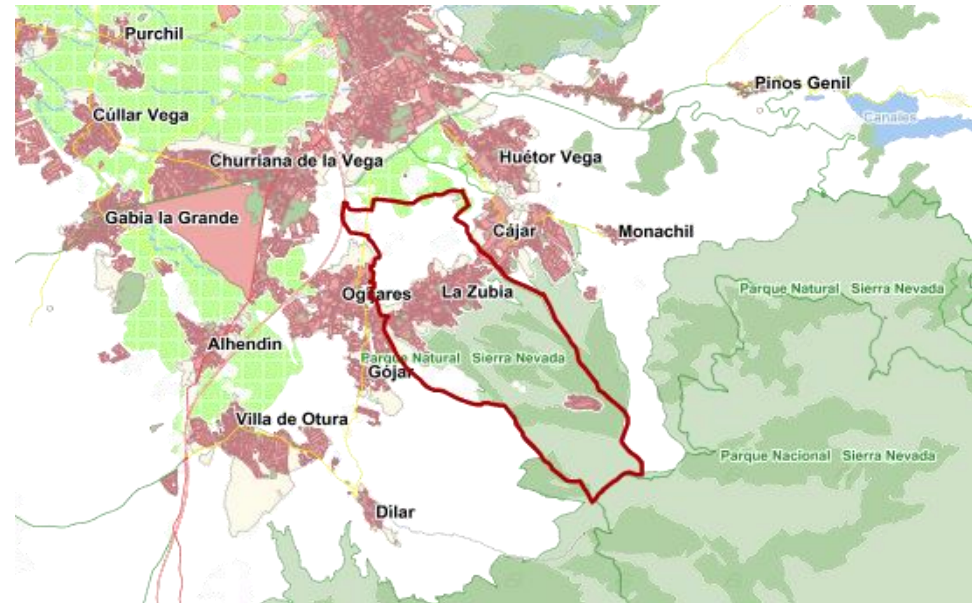 Purchil
Pinos Genil
Cúllar Vega
Canales
Churriana de la Vega
Huétor Vega
Gabia la Grande
Cájar
Monachil
Ogíjares
La Zubia
Parque Natural Sierra Nevada
Alhendín
Parque Natural Sierra Nevada
Gójar
Villa de Otura
Parque Nacional Sierra Nevada
Dílar